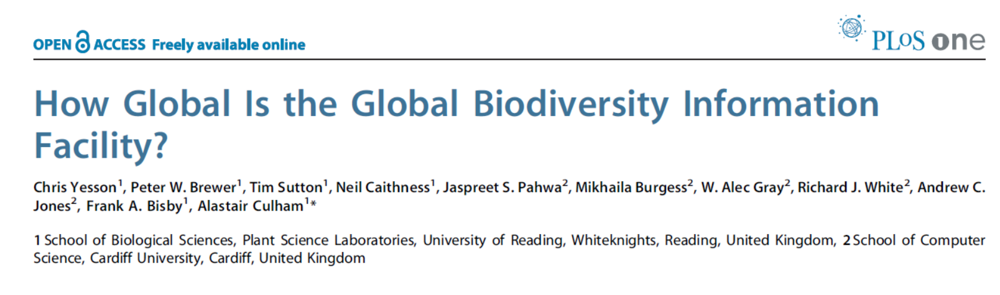 OPEN ACCESS Freely available online
PLoS one
How Global Is the Global Biodiversity Information
Facility?
Chris Yesson1, Peter W. Brewer1, Tim Sutton1, Neil Caithness1, Jaspreet S. Pahwa2, Mikhaila Burgess2, W. Alec Gray2, Richard J. White2, Andrew C.
Jones2, Frank A. Bisby1, Alastair Culham1*
1 School of Biological Sciences, Plant Science Laboratories, University of Reading, Whiteknights, Reading, United Kingdom, 2 School of Computer
Science, Cardiff University, Cardiff, United Kingdom